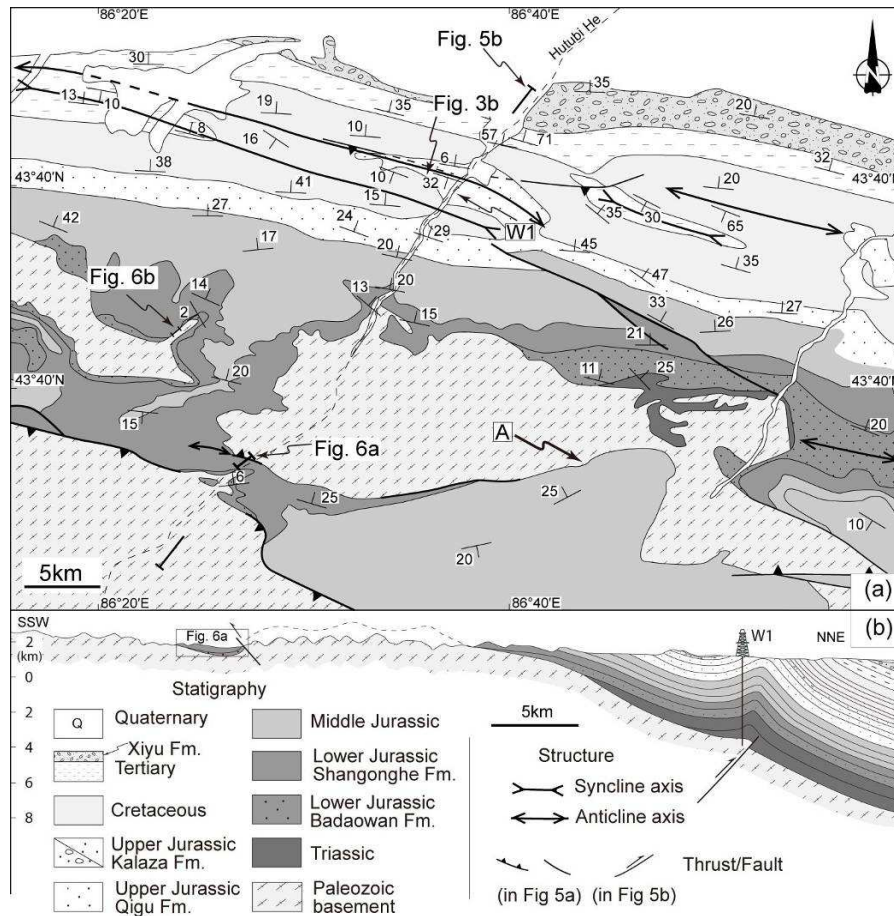 86°20'E
86°40'E
Fig. 5b
Hutubi He
30
35
35
20
Fig. 3b
13
10
19
35
10
57
71
8
16
6
32
38
10
32
43°40'N
20
43°40'N
41
15
35
30
65
42
27
24
29
W1
45
35
17
20
47
Fig. 6b
14
13
20
33
27
2
15
26
21
43°40'N
20
11
25
43°40'N
15
A
20
Fig. 6a
6
25
25
10
20
5km
(a)
86°20'E
86°40'E
SSW
(b)
2
Fig. 6a
W1
NNE
(km)
0
Statigraphy
5km
2
Q
Quaternary
Middle Jurassic
Xiyu Fm.
Structure
Tertiary
Lower Jurassic
4
Shangonghe Fm.
Syncline axis
6
Cretaceous
Lower Jurassic
Anticline axis
Badaowan Fm.
8
Upper Jurassic
Kalaza Fm.
Triassic
Thrust/Fault
Upper Jurassic
Qigu Fm.
Paleozoic
basement
(in Fig 5a)
(in Fig 5b)